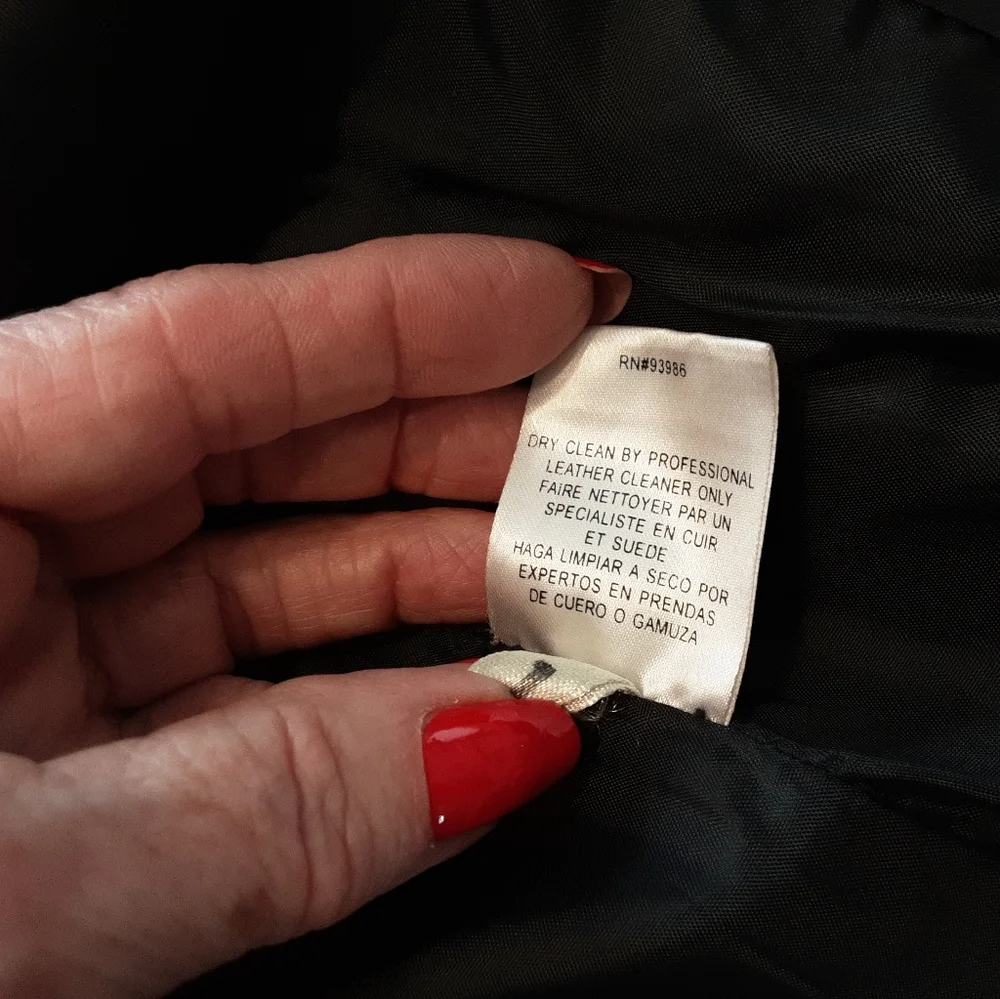 RN#93986
DRY CLEAN BY PROFESSIONAL
LEATHER CLEANER ONLY
FAIRE NETTOYER PAR UN
SPECIALISTE EN CUIR
ET SUEDE
HAGA LIMPIAR A SECO POR
EXPERTOS EN PRENDAS
DE CUERO O GAMUZA